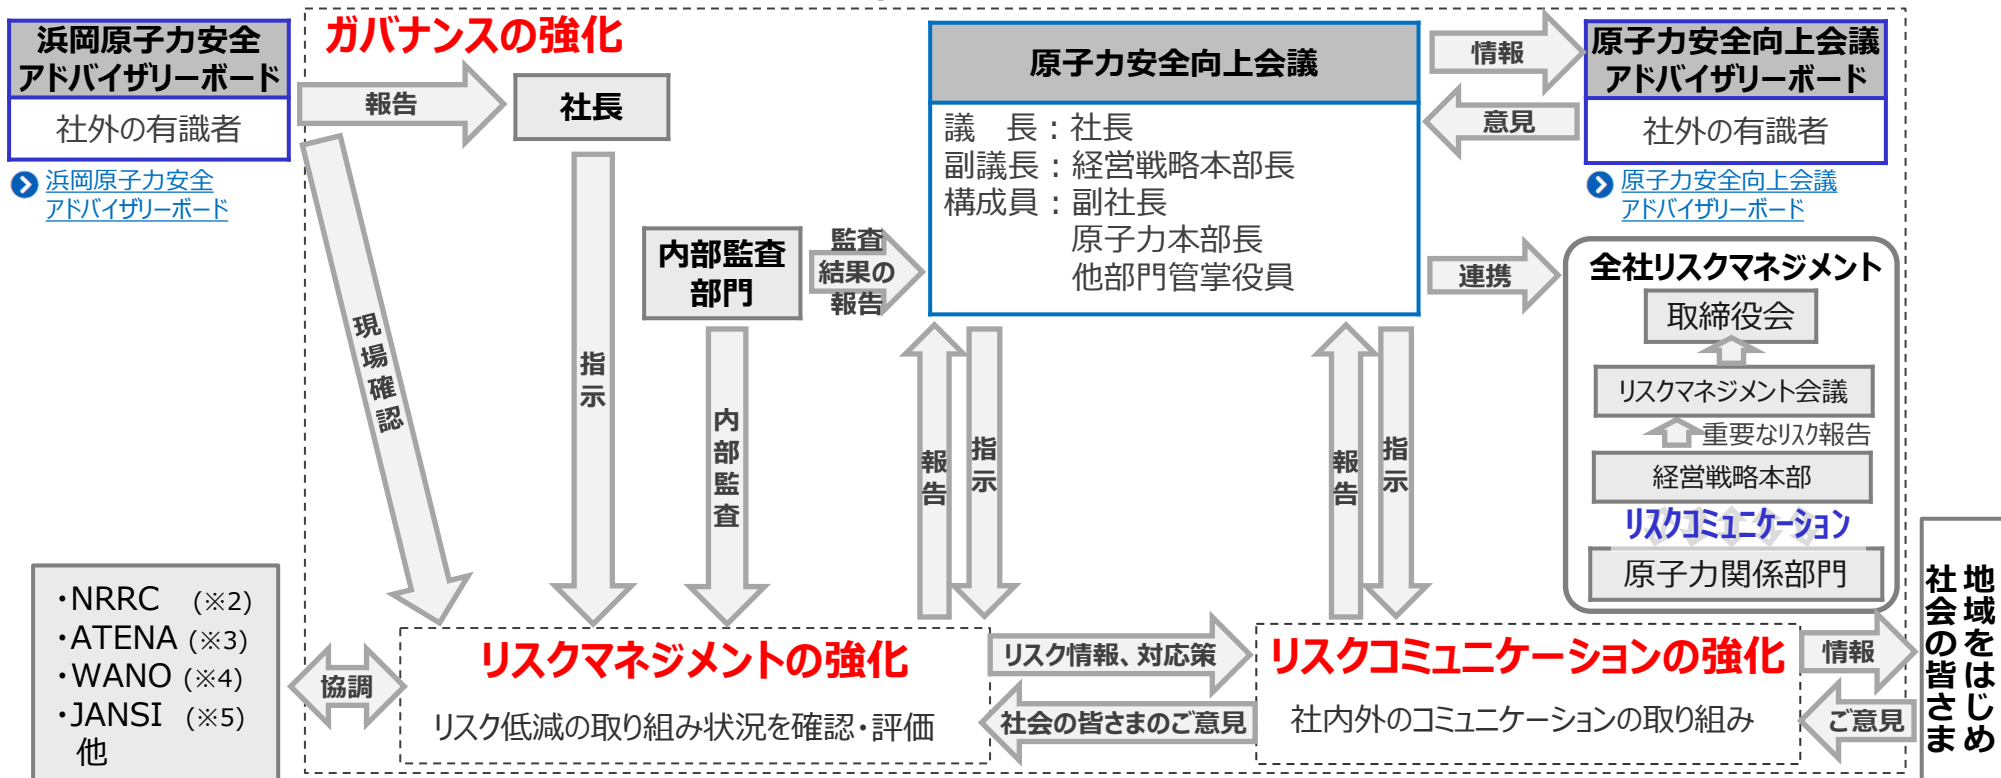 ガバナンスの強化
浜岡原子力安全
アドバイザリーボード
社外の有識者
浜岡原子力安全
アドバイザリーボード
報告
社長
現場確認
指示
内部監査
部門
監査
結果の
報告
内部監査
原子力安全向上会議
議　長：社長
副議長：経営戦略本部長
構成員：副社長
原子力本部長
他部門管掌役員
情報
意見
原子力安全向上会議
アドバイザリーボード
社外の有識者
原子力安全向上会議
アドバイザリーボード
連携
全社リスクマネジメント
取締役会
リスクマネジメント会議
重要なリスク報告
経営戦略本部
リスクコミュニケーション
原子力関係部門
報告
指示
報告
指示
・NRRC (※2)
・ATENA (※3)
・WANO (※4)
・JANSI (※5)
他
協調
リスクマネジメントの強化
リスク低減の取り組み状況を確認・評価
リスク情報、対応策
社会の皆さまのご意見
リスクコミュニケーションの強化
社内外のコミュニケーションの取り組み
情報
ご意見
地域をはじめ
社会の皆さま